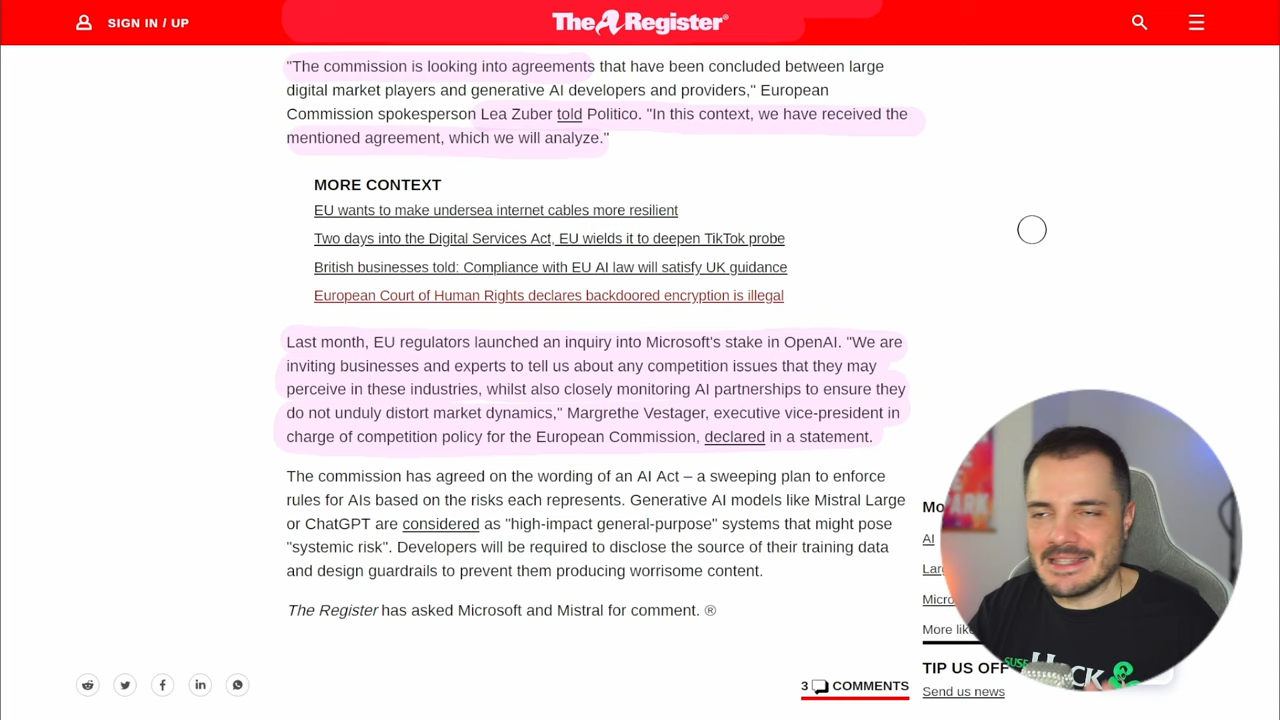 SIGN IN / UP
The Register®
"The commission is looking into agreements that have been concluded between large
digital market players and generative AI developers and providers," European
Commission spokesperson Lea Zuber told Politico. "In this context, we have received the
mentioned agreement, which we will analyze."
MORE CONTEXT
EU wants to make undersea internet cables more resilient
Two days into the Digital Services Act, EU wields it to deepen TikTok probe
British businesses told: Compliance with EU AI law will satisfy UK guidance
European Court of Human Rights declares backdoored encryption is illegal
Last month, EU regulators launched an inquiry into Microsoft's stake in OpenAI. "We are
inviting businesses and experts to tell us about any competition issues that they may
perceive in these industries, whilst also closely monitoring AI partnerships to ensure they
do not unduly distort market dynamics," Margrethe Vestager, executive vice-president in
charge of competition policy for the European Commission, declared in a statement.
The commission has agreed on the wording of an AI Act – a sweeping plan to enforce
rules for AIs based on the risks each represents. Generative AI models like Mistral Large
or ChatGPT are considered as "high-impact general-purpose" systems that might pose
"systemic risk". Developers will be required to disclose the source of their training data
and design guardrails to prevent them producing worrisome content.
The Register has asked Microsoft and Mistral for comment. ®
3 COMMENTS
Mo
AI
Larg
Micro
More like
TIP US OFF
Send us news
SUSE